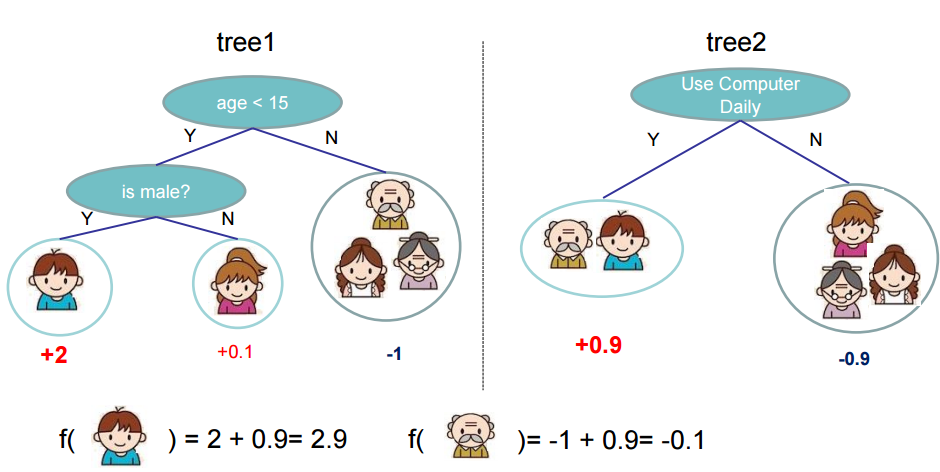 tree1
tree2
age < 15
Use Computer
Daily
Y
N
Y
N
is male?
Y
N
+2
+0.1
-1
+0.9
-0.9
f( ) = 2 + 0.9= 2.9
f( )= -1 + 0.9= -0.1